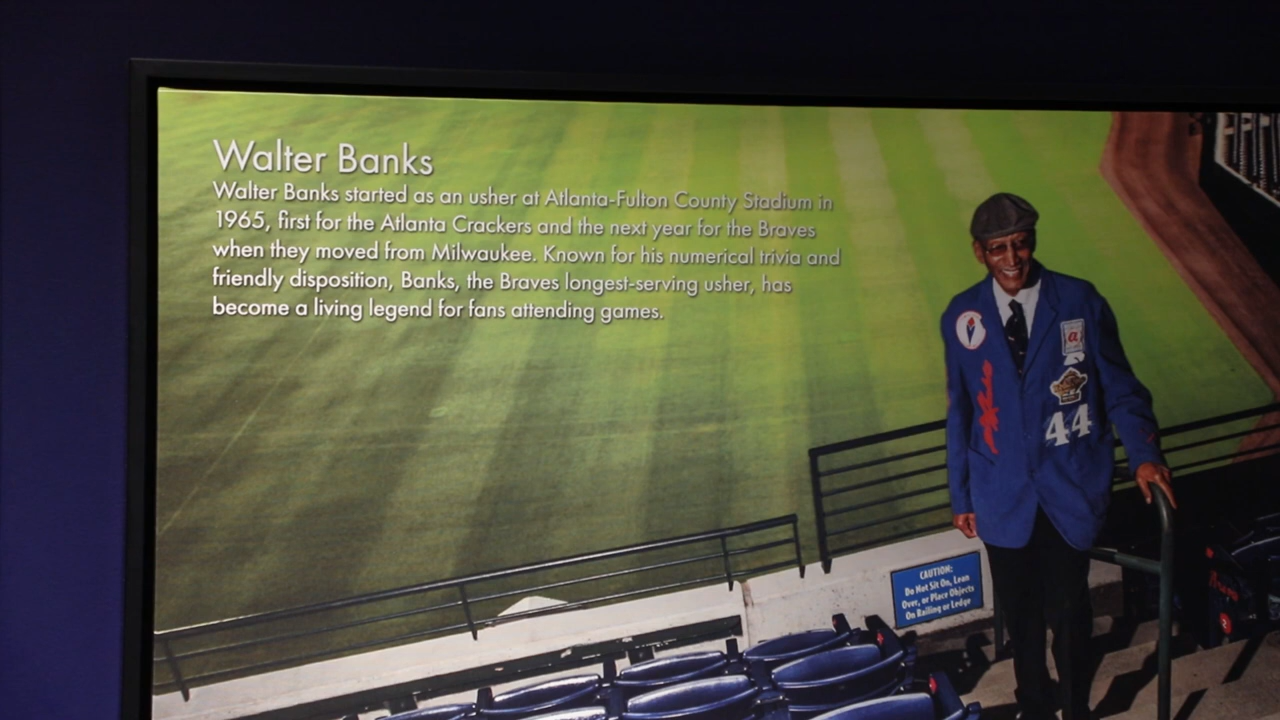 Walter Banks
Walter Banks started as an usher at Atlanta-Fulton County Stadium in
1965, first for the Atlanta Crackers and the next year for the Braves
when they moved from Milwaukee. Known for his numerical trivia and
friendly disposition, Banks, the Braves longest-serving usher, has
become a living legend for fans attending games.
a
44
CAUTION:
Do Not Sit On, Lean
Over, or Place Objects
On Railing or Ledge